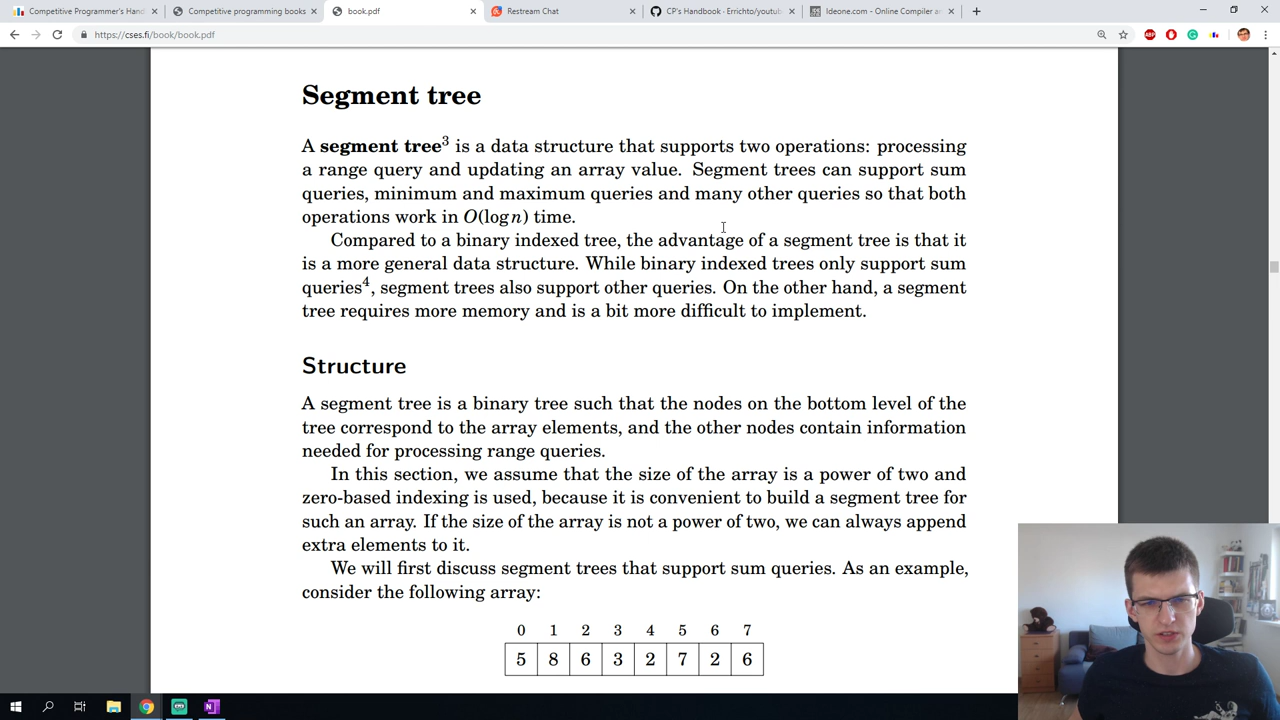 Competitive Programmer's Hand
Competitive programming books
book.pdf
Restream Chat
CP's Handbook · Errichto/youtub
Ideone.com - Online Compiler an
https://cses.fi/book/book.pdf
Segment tree
A segment tree3 is a data structure that supports two operations: processing
a range query and updating an array value. Segment trees can support sum
queries, minimum and maximum queries and many other queries so that both
operations work in O(log n) time.
Compared to a binary indexed tree, the advantage of a segment tree is that it
is a more general data structure. While binary indexed trees only support sum
queries4, segment trees also support other queries. On the other hand, a segment
tree requires more memory and is a bit more difficult to implement.
Structure
A segment tree is a binary tree such that the nodes on the bottom level of the
tree correspond to the array elements, and the other nodes contain information
needed for processing range queries.
In this section, we assume that the size of the array is a power of two and
zero-based indexing is used, because it is convenient to build a segment tree for
such an array. If the size of the array is not a power of two, we can always append
extra elements to it.
We will first discuss segment trees that support sum queries. As an example,
consider the following array:
0 1 2 3 4 5 6 7
5 8 6 3 2 7 2 6